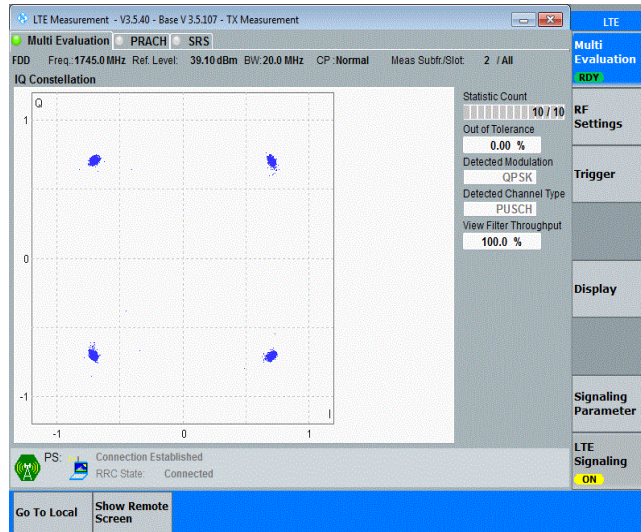 LTE Measurement - V3.5.40 - Base V 3.5.107 - TX Measurement
LTE
Multi Evaluation PRACH SRS
Multi
Evaluation
RDY
FDD Freq.: 1745.0 MHz Ref. Level: 39.10 dBm BW: 20.0 MHz CP: Normal Meas Subfr./Slot: 2 / All
IQ Constellation
Q
1
0
-1
-1 0 1
I
Statistic Count
10 / 10
Out of Tolerance
0.00 %
Detected Modulation
QPSK
Detected Channel Type
PUSCH
View Filter Throughput
100.0 %
RF
Settings
Trigger
Display
Signaling
Parameter
LTE
Signaling
ON
PS: Connection Established
RRC State: Connected
Go To Local
Show Remote
Screen